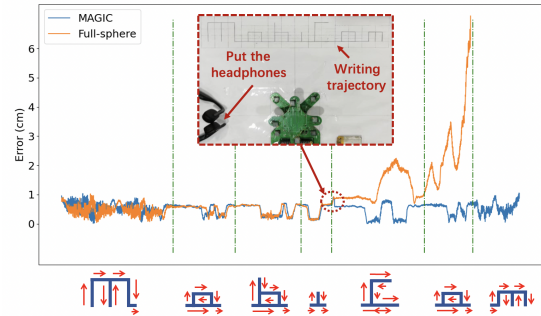 MAGIC
Full-sphere
Put the
headphones
Writing
trajectory
Error (cm)
6
5
4
3
2
1
0